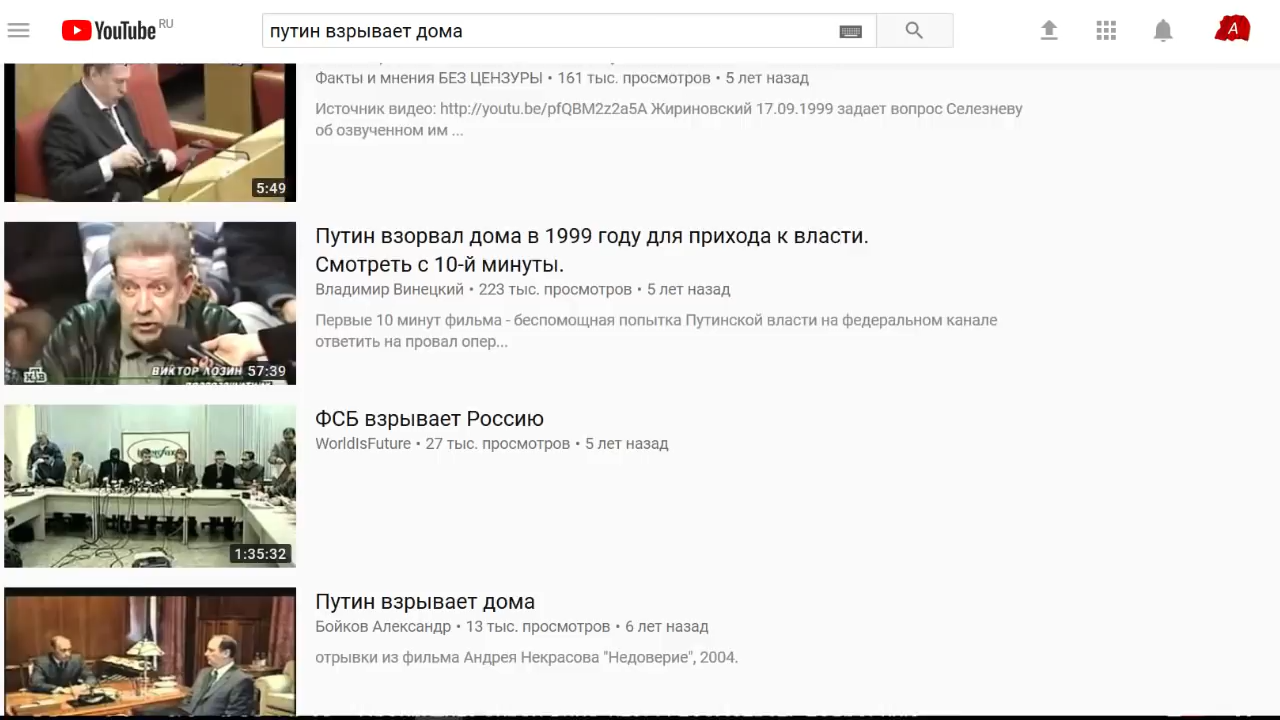 YouTube RU
путин взрывает дома
A
Факты и мнения БЕЗ ЦЕНЗУРЫ • 161 тыс. просмотров • 5 лет назад
Источник видео: http://youtu.be/pfQBM2z2a5A Жириновский 17.09.1999 задает вопрос Селезневу
об озвученном им ...
5:49
Путин взорвал дома в 1999 году для прихода к власти.
Смотреть с 10-й минуты.
Владимир Винецкий • 223 тыс. просмотров • 5 лет назад
Первые 10 минут фильма - беспомощная попытка Путинской власти на федеральном канале
ответить на провал опер...
ВИКТОР ЛОЗИН
57:39
ФСБ взрывает Россию
WorldIsFuture • 27 тыс. просмотров • 5 лет назад
1:35:32
Путин взрывает дома
Бойков Александр • 13 тыс. просмотров • 6 лет назад
отрывки из фильма Андрея Некрасова "Недоверие", 2004.